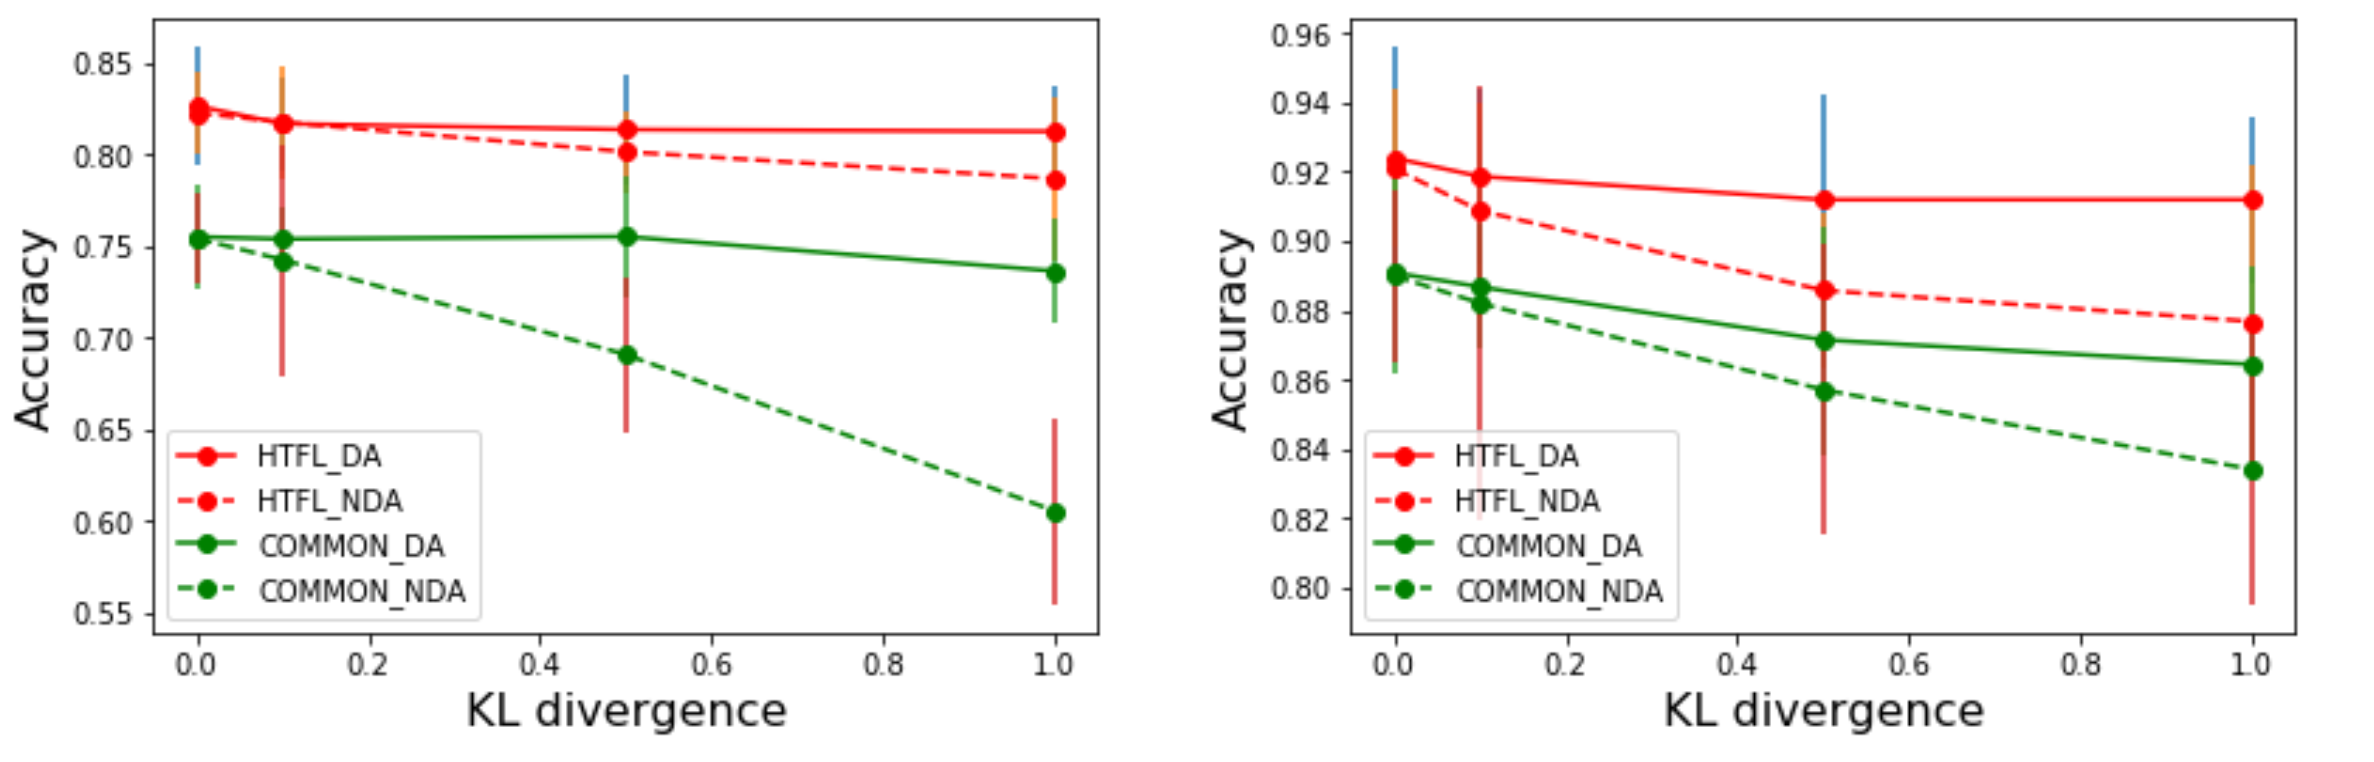 Accuracy
0.85
0.80
0.75
0.70
0.65
0.60
0.55
HTFL_DA
HTFL_NDA
COMMON_DA
COMMON_NDA
0.0 0.2 0.4 0.6 0.8 1.0
KL divergence
Accuracy
0.96
0.94
0.92
0.90
0.88
0.86
0.84
0.82
0.80
HTFL_DA
HTFL_NDA
COMMON_DA
COMMON_NDA
0.0 0.2 0.4 0.6 0.8 1.0
KL divergence